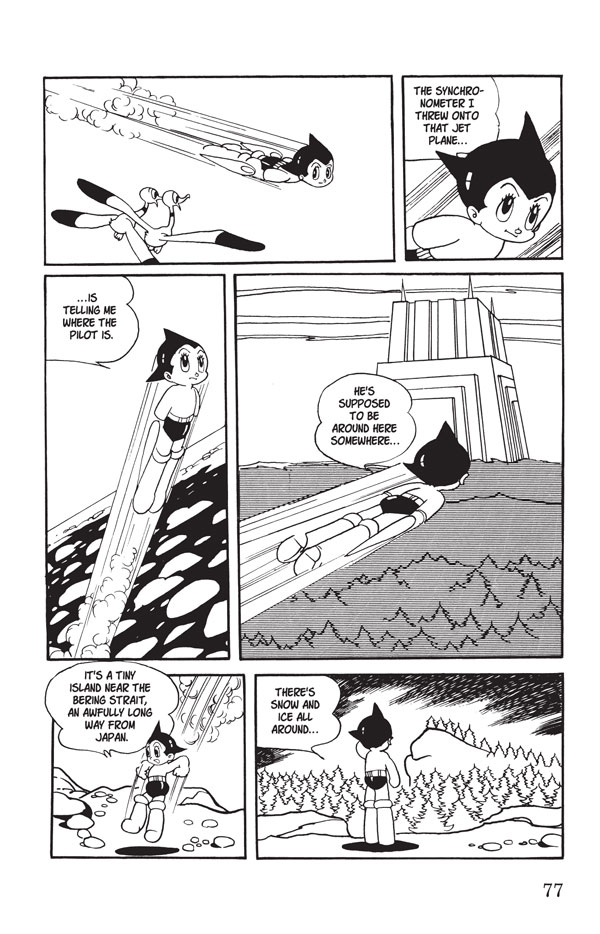 THE SYNCHRO-
NOMETER I
THREW ONTO
THAT JET
PLANE...
...IS
TELLING ME
WHERE THE
PILOT IS.
HE'S
SUPPOSED
TO BE
AROUND HERE
SOMEWHERE...
IT'S A TINY
ISLAND NEAR THE
BERING STRAIT,
AN AWFULLY LONG
WAY FROM
JAPAN.
THERE'S
SNOW AND
ICE ALL
AROUND...
77